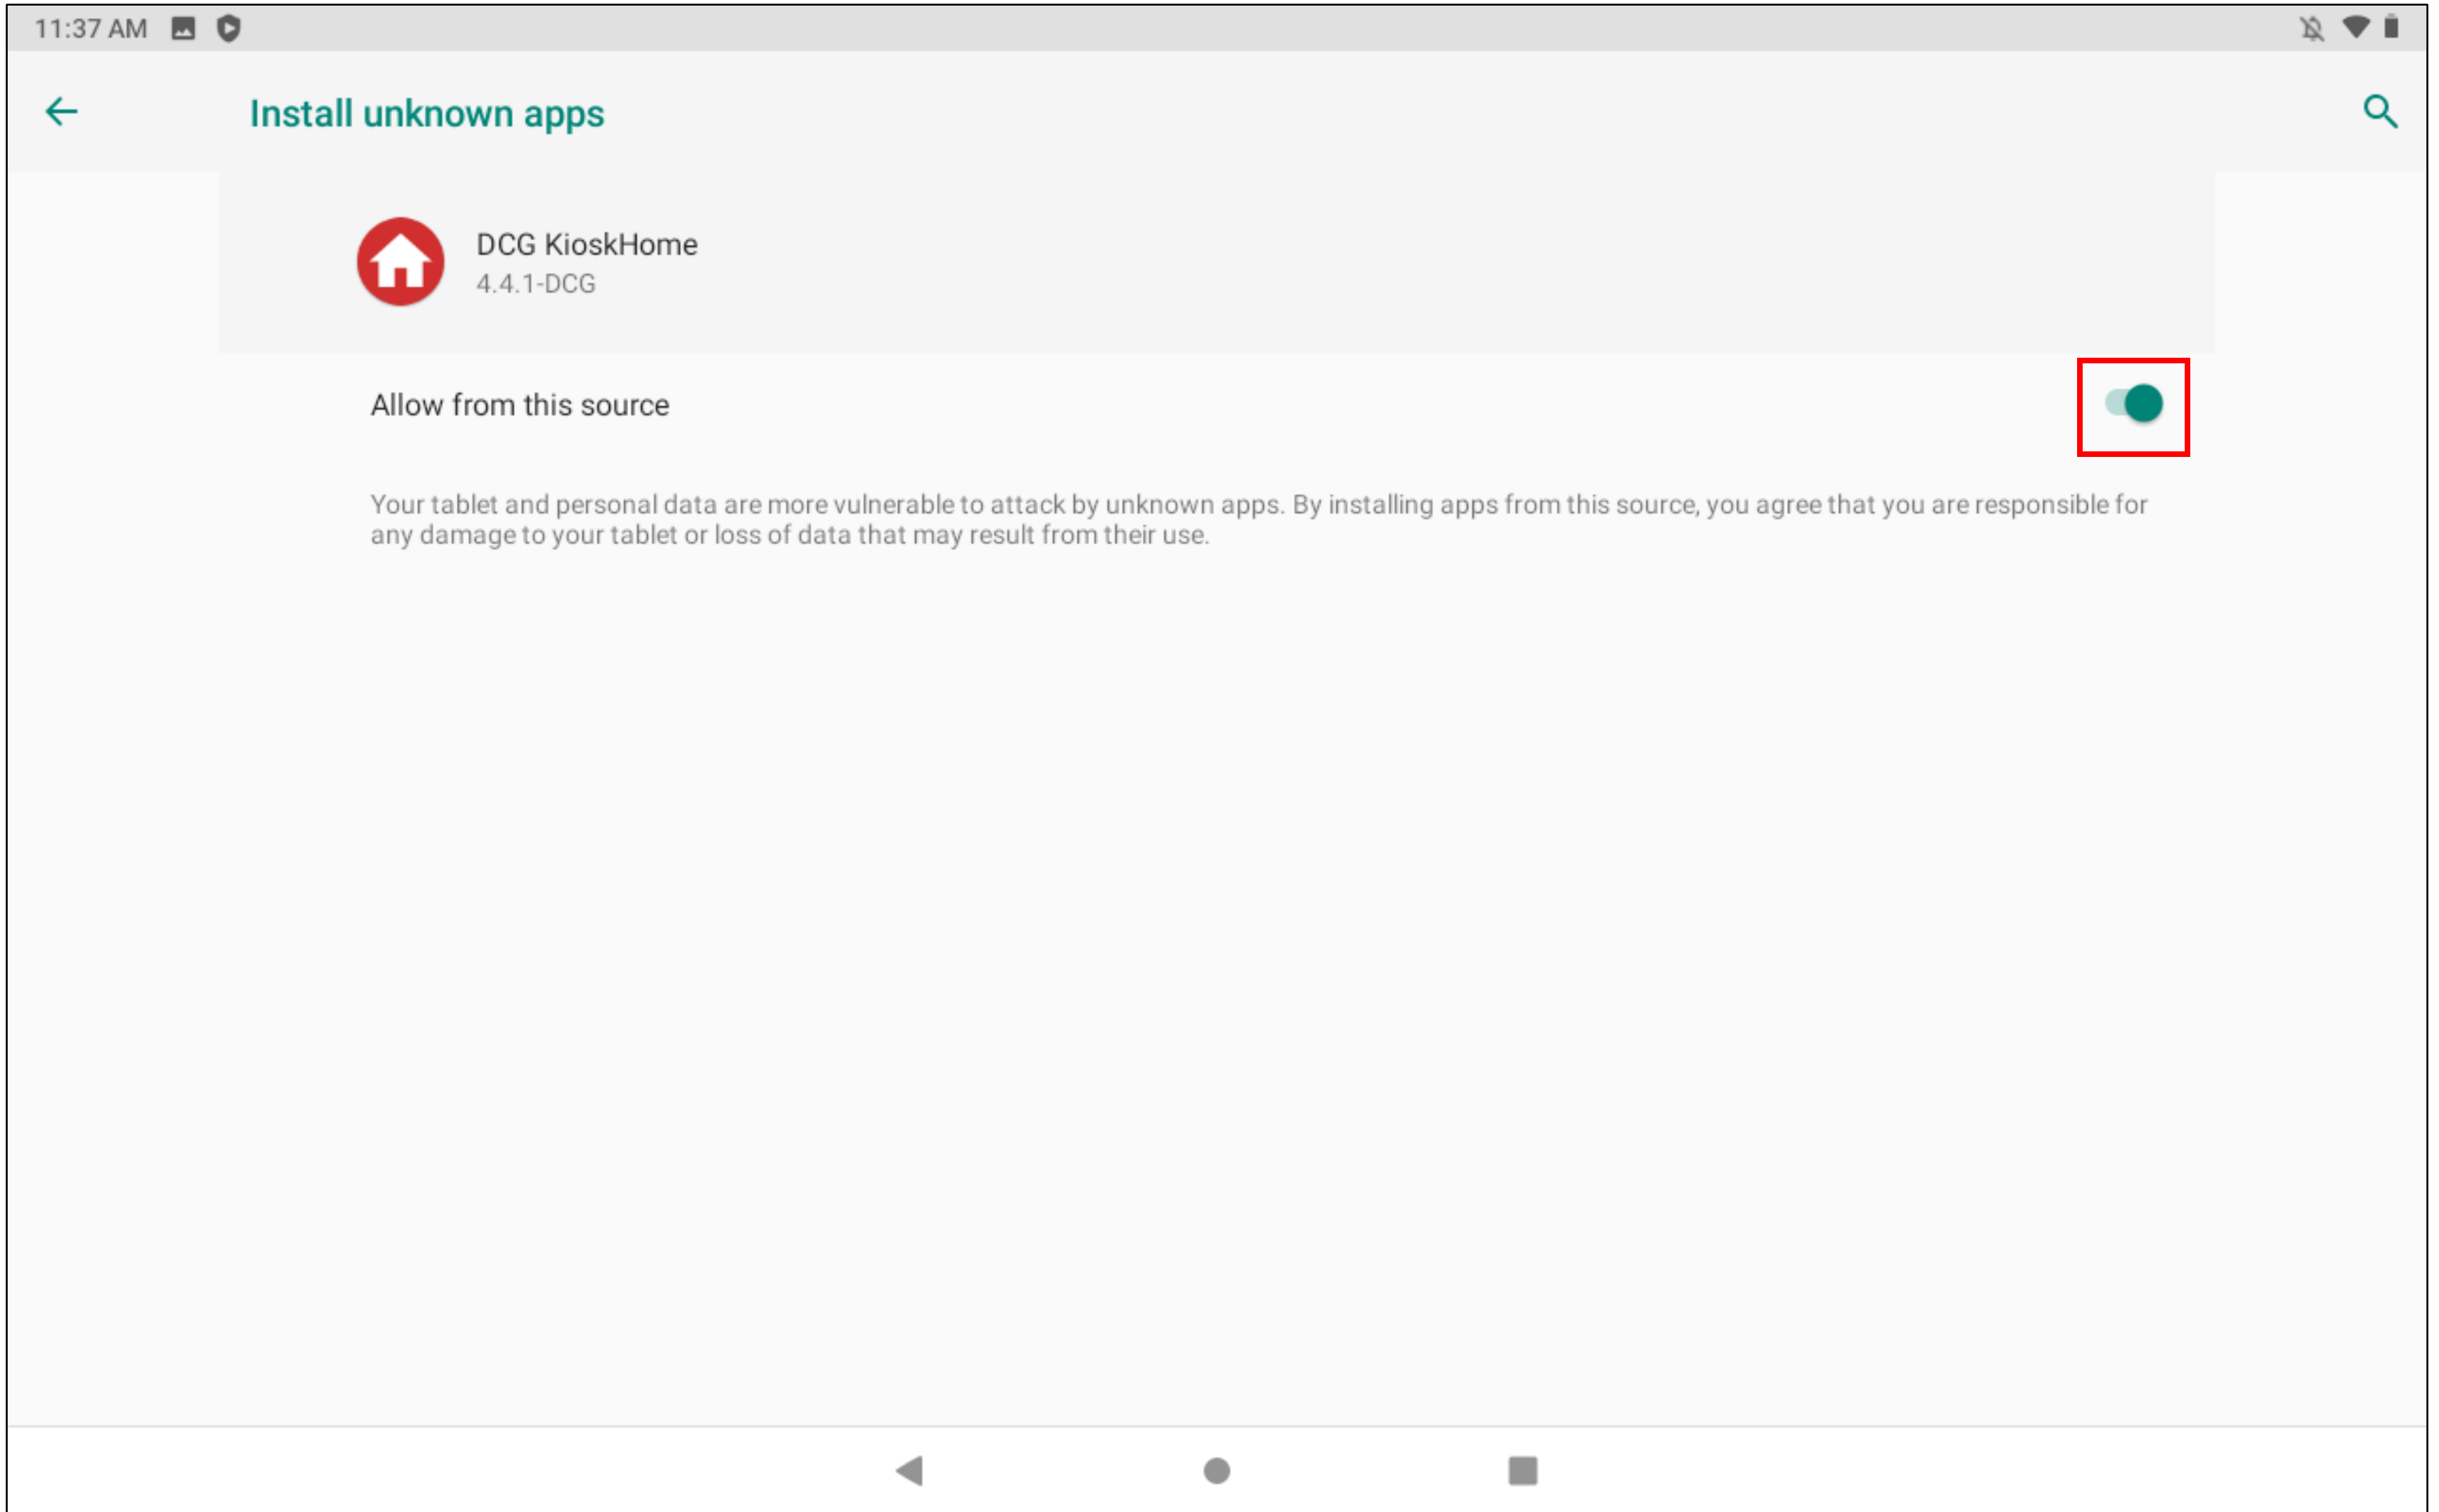 11:37 AM
Install unknown apps
DCG KioskHome
4.4.1-DCG
Allow from this source
Your tablet and personal data are more vulnerable to attack by unknown apps. By installing apps from this source, you agree that you are responsible for
any damage to your tablet or loss of data that may result from their use.